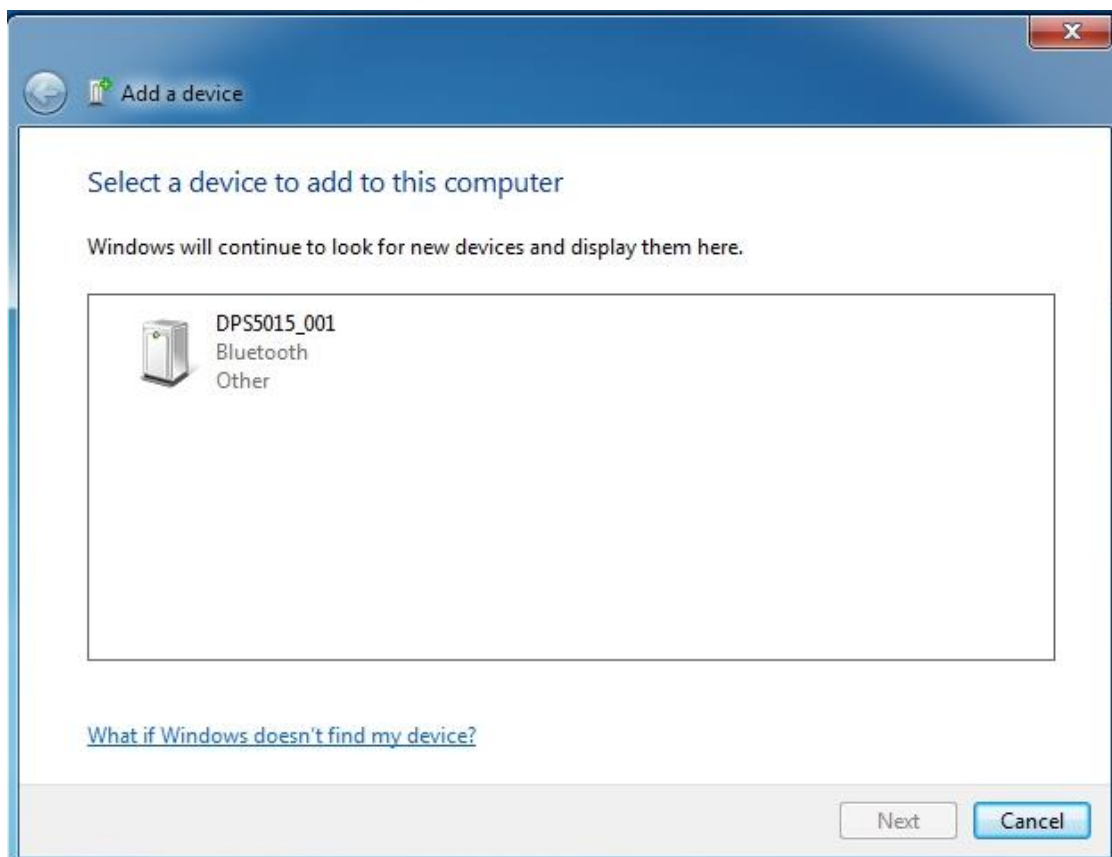 Add a device
Select a device to add to this computer
Windows will continue to look for new devices and display them here.
DPS5015_001
Bluetooth
Other
What if Windows doesn't find my device?
Next
Cancel